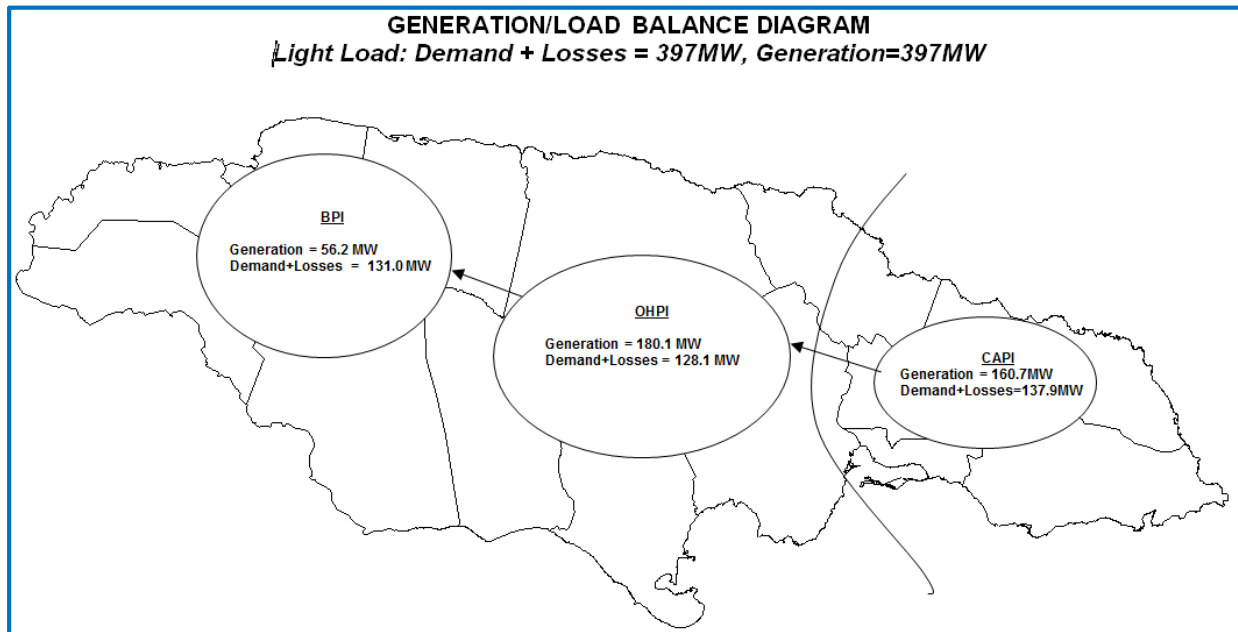 GENERATION/LOAD BALANCE DIAGRAM
Light Load: Demand + Losses = 397MW, Generation=397MW
BPI
Generation = 56.2 MW
Demand+Losses = 131.0 MW
OHPI
Generation = 180.1 MW
Demand+Losses = 128.1 MW
CAPI
Generation = 160.7MW
Demand+Losses=137.9MW